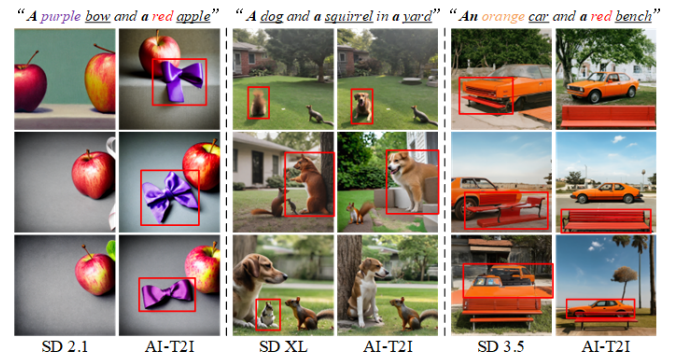 “ A purple bow and a red apple”
“ A dog and a squirrel in a yard”
“An orange car and a red bench”
SD 2.1
AI-T2I
SD XL
AI-T2I
SD 3.5
AI-T2I